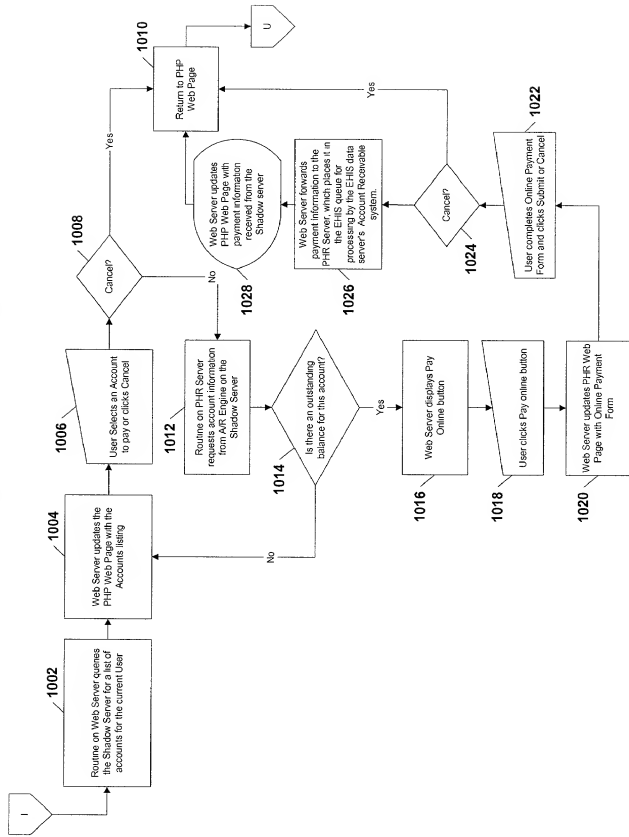 I
Routine on Web Server queries
the Shadow Server for a list of
accounts for the current User
1002
Web Server updates the
PHP Web Page with the
Accounts listing
1004
User Selects an Account
to pay or clicks Cancel
1006
Cancel?
1008
Yes
No
Return to PHP
Web Page
1010
U
Routine on PHR Server
requests account information
from A/R Engine on the
Shadow Server
1012
Is there an outstanding
balance for this account?
1014
No
Yes
Web Server displays Pay
Online button
1016
User clicks Pay online button
1018
Web Server updates PHR Web
Page with Online Payment
Form
1020
User completes Online Payment
Form and clicks Submit or Cancel
1022
Cancel?
1024
Yes
Web Server forwards
payment information to the
PHR Server, which places it in
the EHIS queue for
processing by the EHIS data
server's Account Receivable
system.
1026
Web Server updates
PHP Web Page with
payment information
received from the
Shadow server
1028